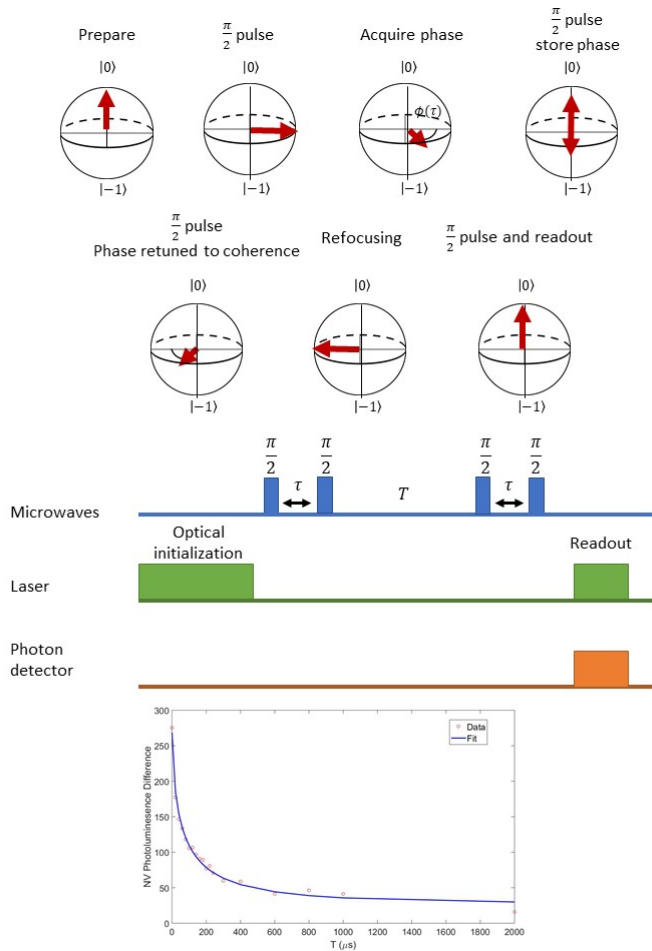 Prepare
π/2 pulse
Acquire phase
π/2 pulse
store phase
|0⟩
|0⟩
|0⟩
|0⟩
ϕ(τ)
|−1⟩
|−1⟩
|−1⟩
|−1⟩
π/2 pulse
Phase retuned to coherence
Refocusing
π/2 pulse and readout
|0⟩
|0⟩
|0⟩
|−1⟩
|−1⟩
|−1⟩
π/2 π/2 π/2 π/2
τ T τ
Microwaves
Optical
initialization
Readout
Laser
Photon
detector
300
250
200
150
100
50
0
NV Photoluminesence Difference
Data
Fit
0 200 400 600 800 1000 1200 1400 1600 1800 2000
T (μs)